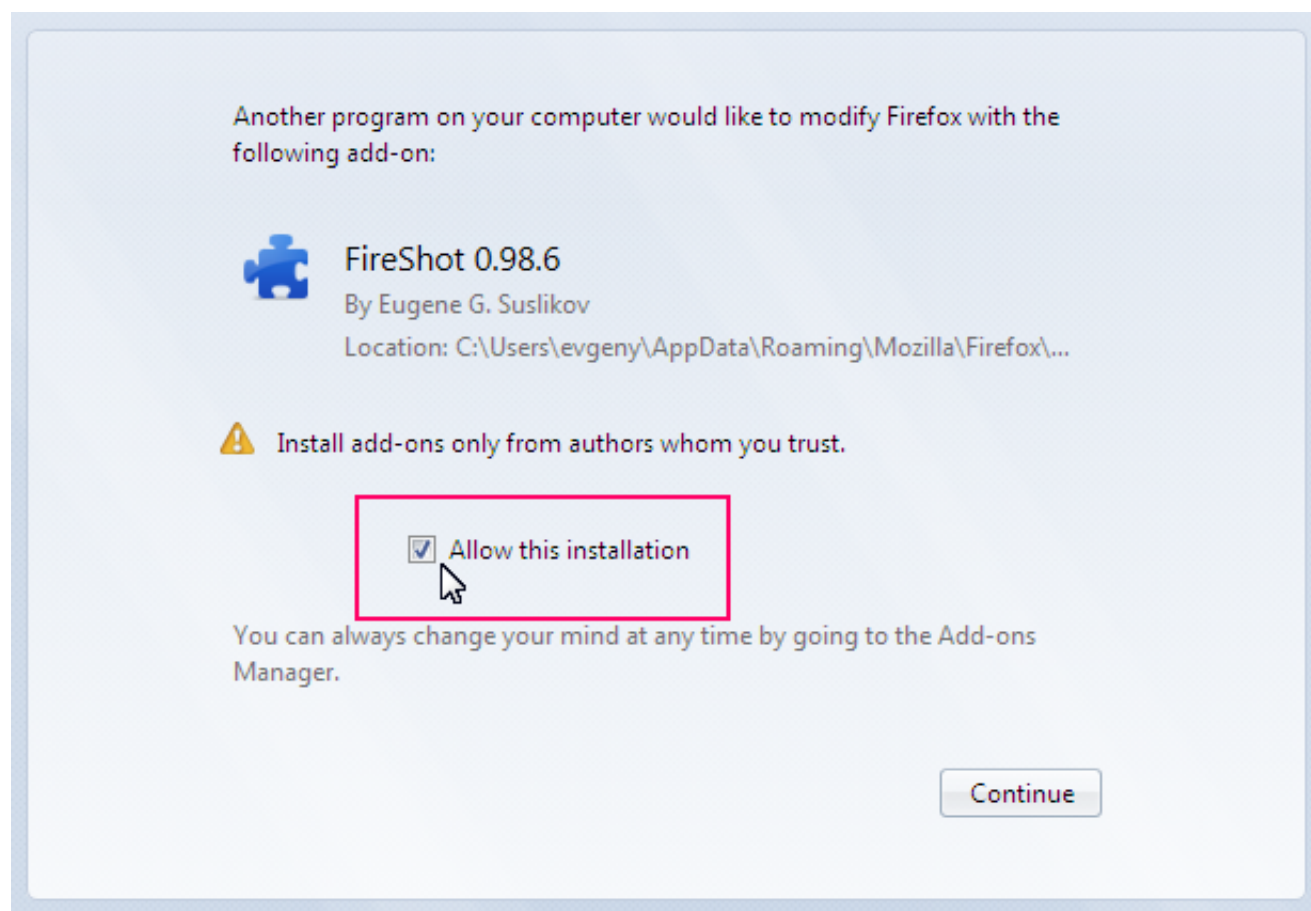 Another program on your computer would like to modify Firefox with the
following add-on:
FireShot 0.98.6
By Eugene G. Suslikov
Location: C:\Users\evgeny\AppData\Roaming\Mozilla\Firefox\...
Install add-ons only from authors whom you trust.
Allow this installation
You can always change your mind at any time by going to the Add-ons
Manager.
Continue